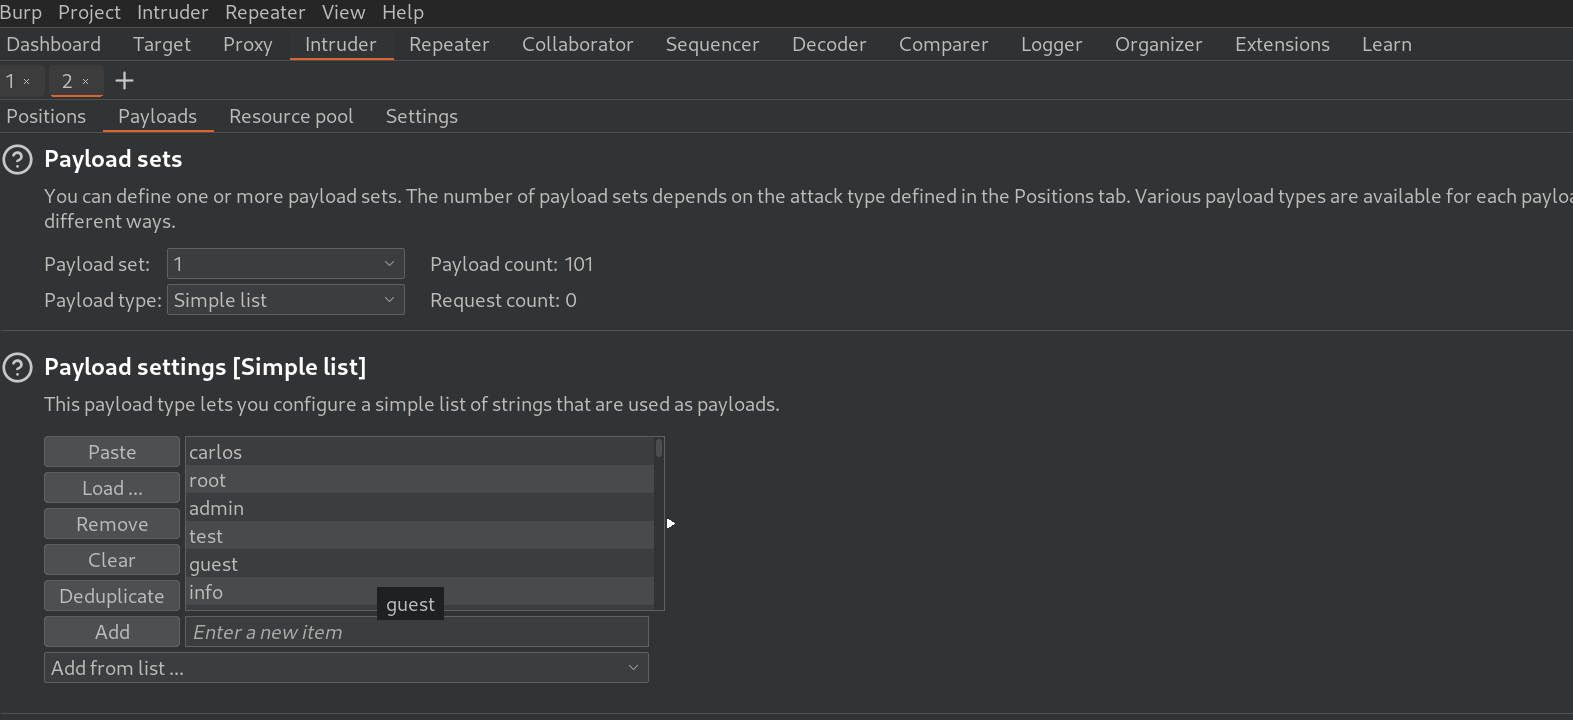 Burp Project Intruder Repeater View Help
Dashboard Target Proxy Intruder Repeater Collaborator Sequencer Decoder Comparer Logger Organizer Extensions Learn
1 × 2 × +
Positions Payloads Resource pool Settings
? Payload sets
You can define one or more payload sets. The number of payload sets depends on the attack type defined in the Positions tab. Various payload types are available for each
different ways.
Payload set: 1 Payload count: 101
Payload type: Simple list Request count: 0
? Payload settings [Simple list]
This payload type lets you configure a simple list of strings that are used as payloads.
Paste carlos
root
Load ...
admin
Remove
test
Clear guest
info
Deduplicate guest
Add Enter a new item
Add from list ...